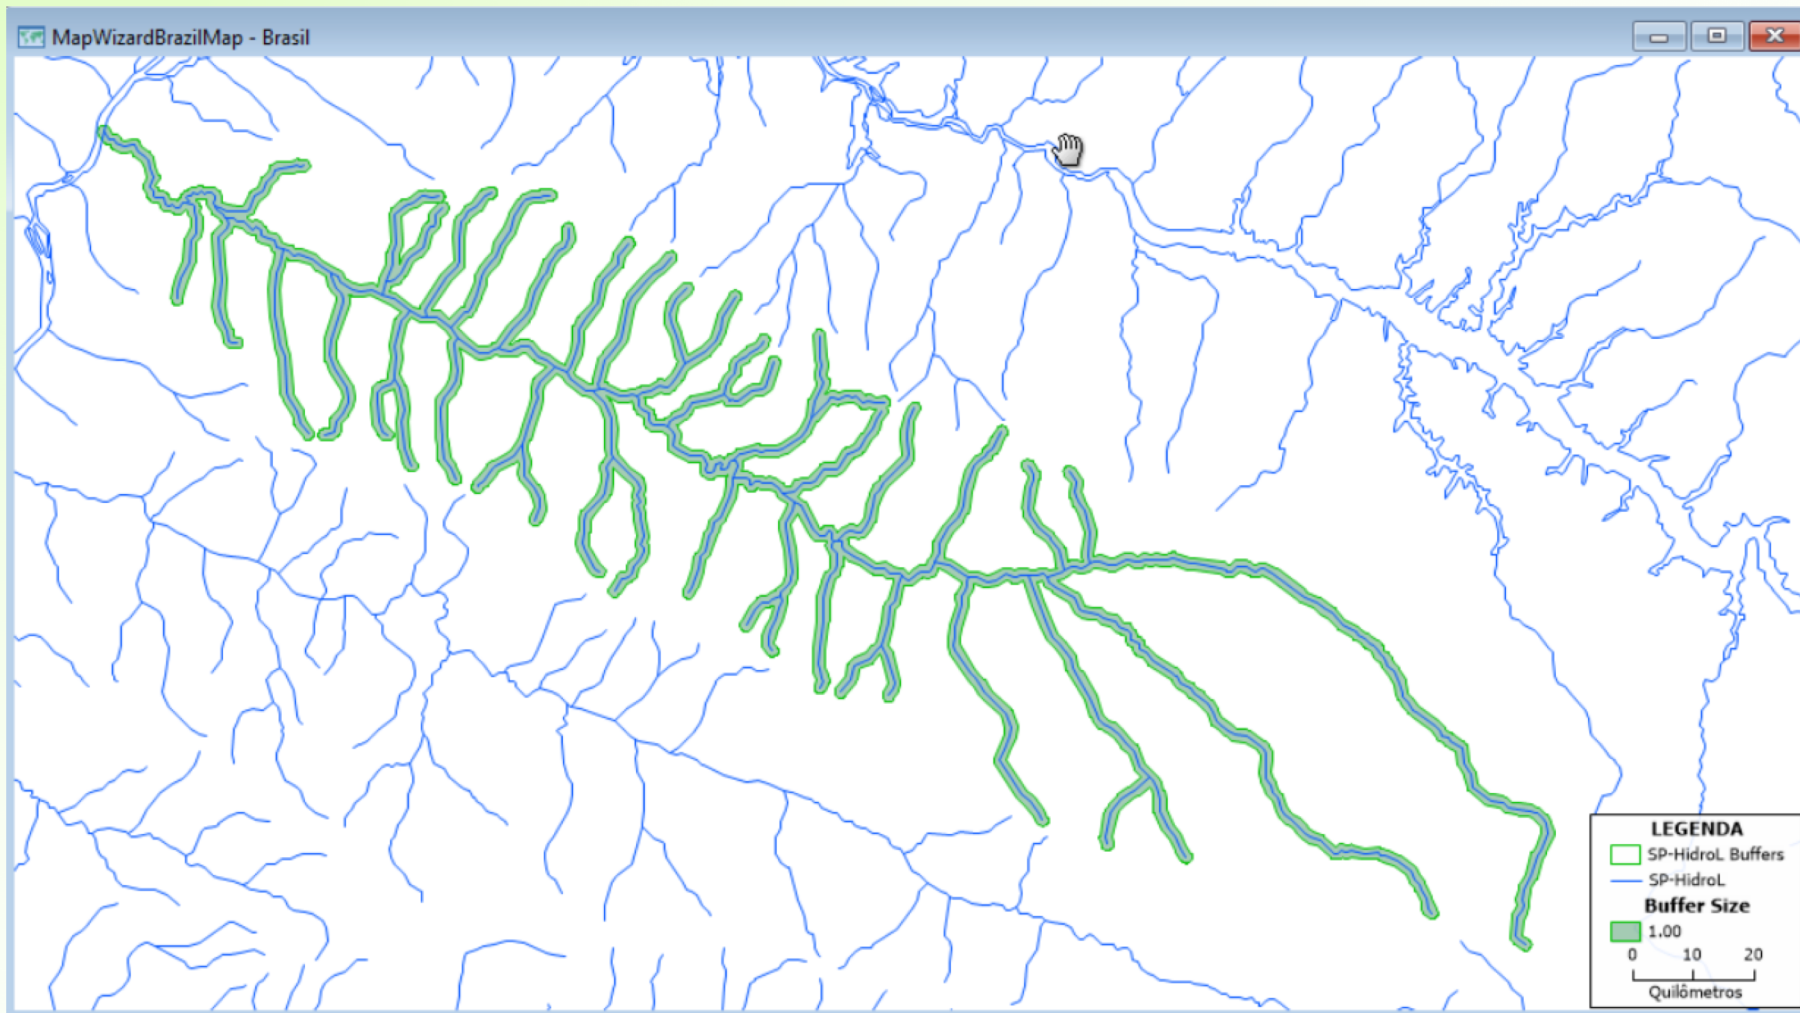 MapWizardBrazilMap - Brasil
LEGENDA
SP-HidroL Buffers
SP-HidroL
Buffer Size
1.00
0 10 20
Quilômetros